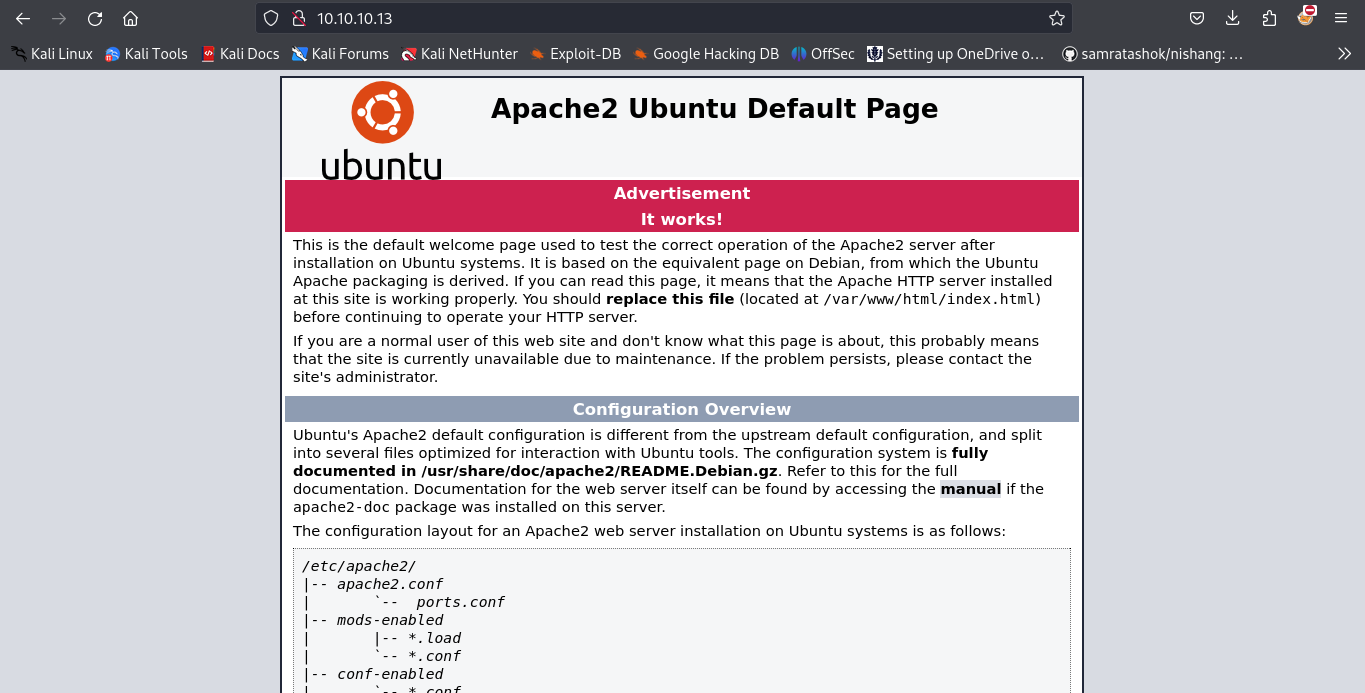 10.10.10.13
Kali Linux Kali Tools Kali Docs Kali Forums Kali NetHunter Exploit-DB Google Hacking DB OffSec Setting up OneDrive o… samratashok/nishang: …
Apache2 Ubuntu Default Page
ubuntu
Advertisement
It works!
This is the default welcome page used to test the correct operation of the Apache2 server after
installation on Ubuntu systems. It is based on the equivalent page on Debian, from which the Ubuntu
Apache packaging is derived. If you can read this page, it means that the Apache HTTP server installed
at this site is working properly. You should replace this file (located at /var/www/html/index.html)
before continuing to operate your HTTP server.
If you are a normal user of this web site and don't know what this page is about, this probably means
that the site is currently unavailable due to maintenance. If the problem persists, please contact the
site's administrator.
Configuration Overview
Ubuntu's Apache2 default configuration is different from the upstream default configuration, and split
into several files optimized for interaction with Ubuntu tools. The configuration system is fully
documented in /usr/share/doc/apache2/README.Debian.gz. Refer to this for the full
documentation. Documentation for the web server itself can be found by accessing the manual if the
apache2-doc package was installed on this server.
The configuration layout for an Apache2 web server installation on Ubuntu systems is as follows:
/etc/apache2/
|-- apache2.conf
|       `--  ports.conf
|-- mods-enabled
|       |-- *.load
|       `-- *.conf
|-- conf-enabled
|       `-- *.conf